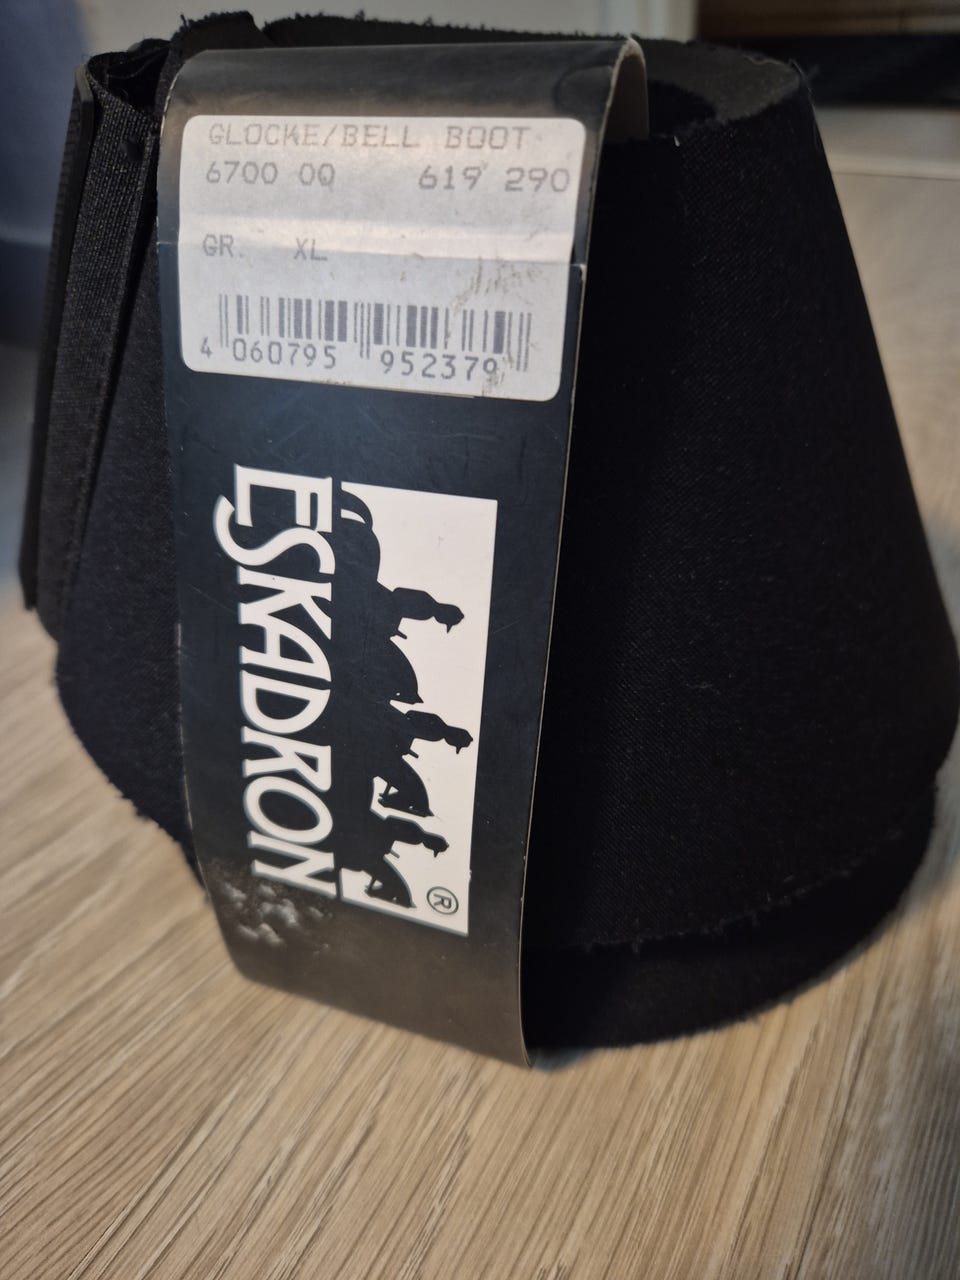 GLOCKE/BELL BOOT
6700 00 619 290
GR. XL
4 060795 952379
ESKADRON
®